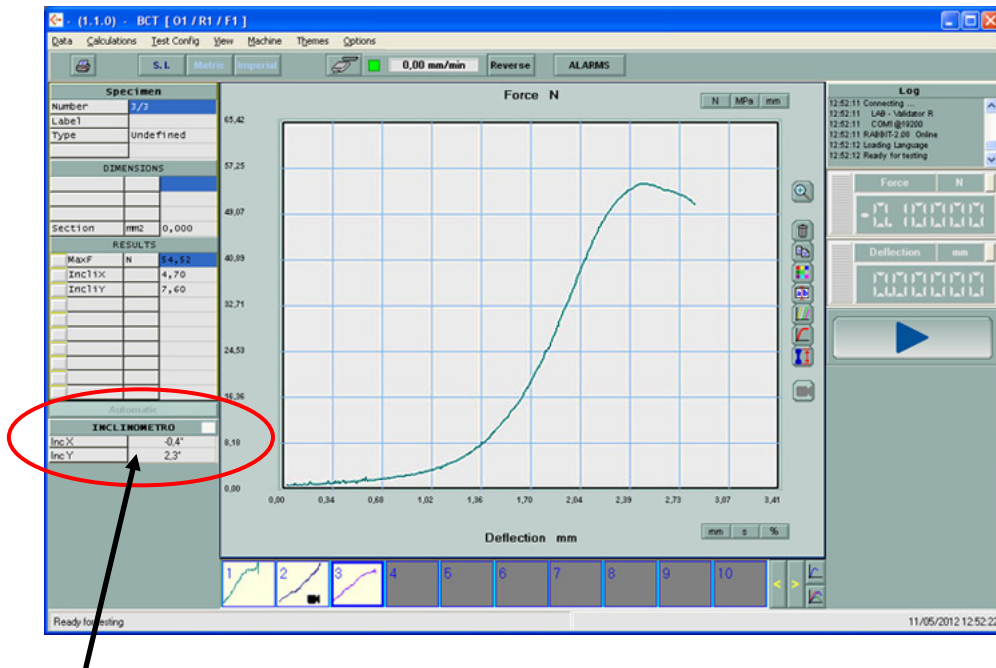 - (1.1.0) - BCT [ O1 / R1 / F1 ]
Data Calculations Test Config View Machine Themes Options
S.I. Metric Imperial 0,00 mm/min Reverse ALARMS
Specimen
Number 3/3
Label
Type Undefined
DIMENSIONS
Section mm2 0,000
RESULTS
MaxF N 54,52
IncliX 4,70
IncliY 7,60
Automatic
INCLINOMETRO
Inc X -0,4°
Inc Y 2,3°
Force N
N MPa mm
65,42
57,25
49,07
40,89
32,71
24,53
16,36
8,18
0,00
0,00 0,34 0,68 1,02 1,36 1,70 2,04 2,39 2,73 3,07 3,41
Deflection mm
mm s %
Log
12:52:11 Connecting ...
12:52:11 LAB - Validator R
12:52:11 COM1 @19200
12:52:11 RABBIT-2.00 Online
12:52:12 Loading Language
12:52:12 Ready for testing
Force N
-0.10000
Deflection mm
000000
1 2 3 4 5 6 7 8 9 10
< >
Ready for testing
11/05/2012 12:52:22